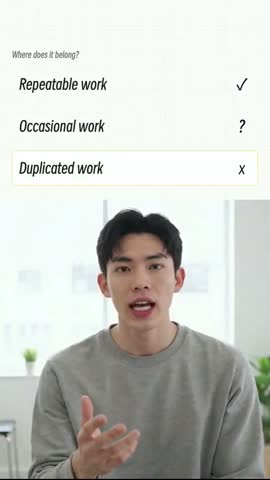 Where does it belong?
Repeatable work ✓
Occasional work ?
Duplicated work x